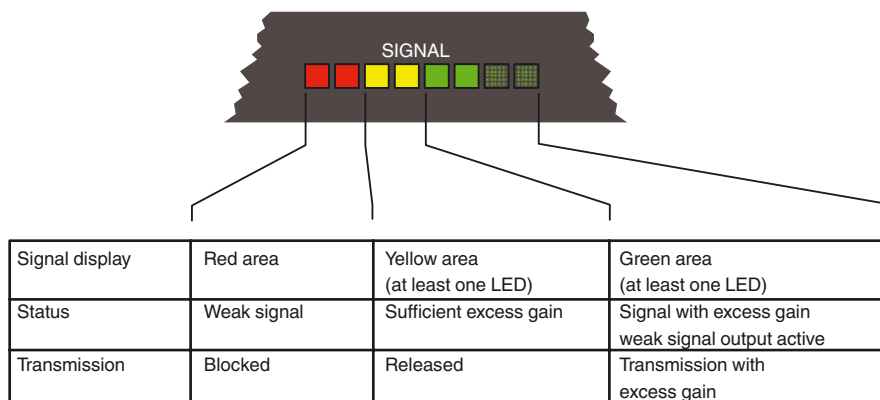 SIGNAL
Signal display Red area Yellow area Green area
(at least one LED) (at least one LED)
Status Weak signal Sufficient excess gain Signal with excess gain
weak signal output active
Transmission Blocked Released Transmission with
excess gain